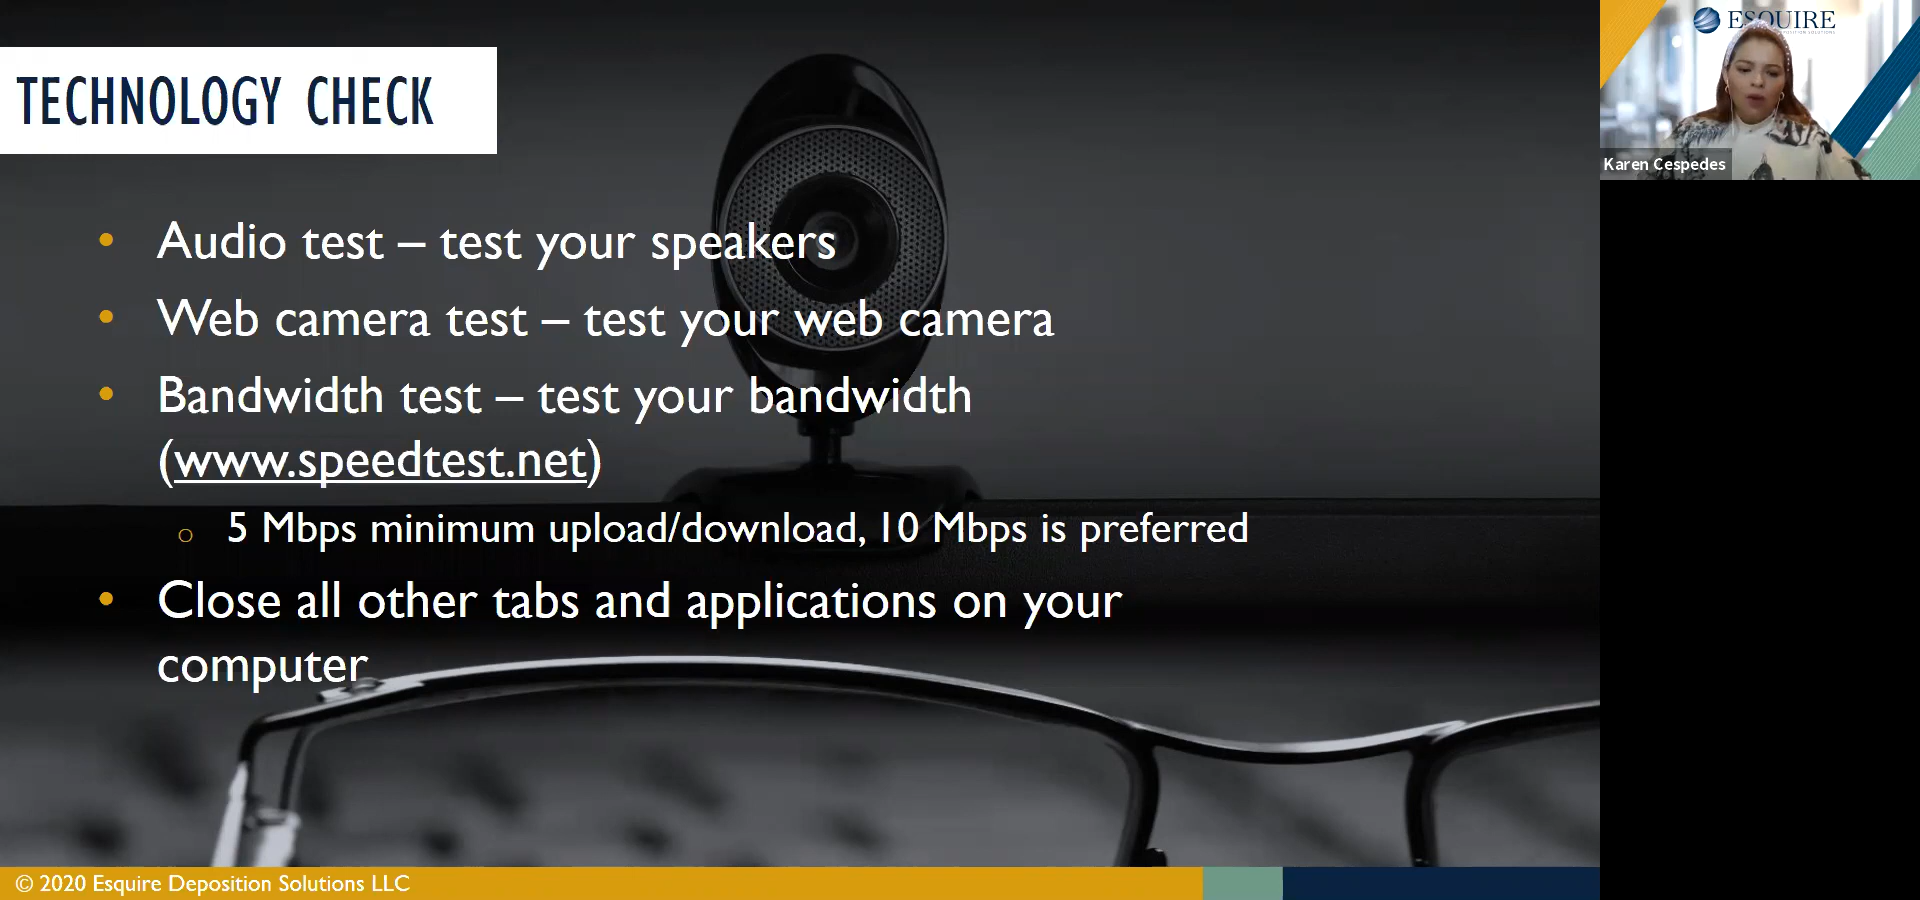 TECHNOLOGY CHECK
• Audio test – test your speakers
• Web camera test – test your web camera
• Bandwidth test – test your bandwidth
(www.speedtest.net)
o 5 Mbps minimum upload/download, 10 Mbps is preferred
• Close all other tabs and applications on your
computer
© 2020 Esquire Deposition Solutions LLC
ESQUIRE
Karen Cespedes